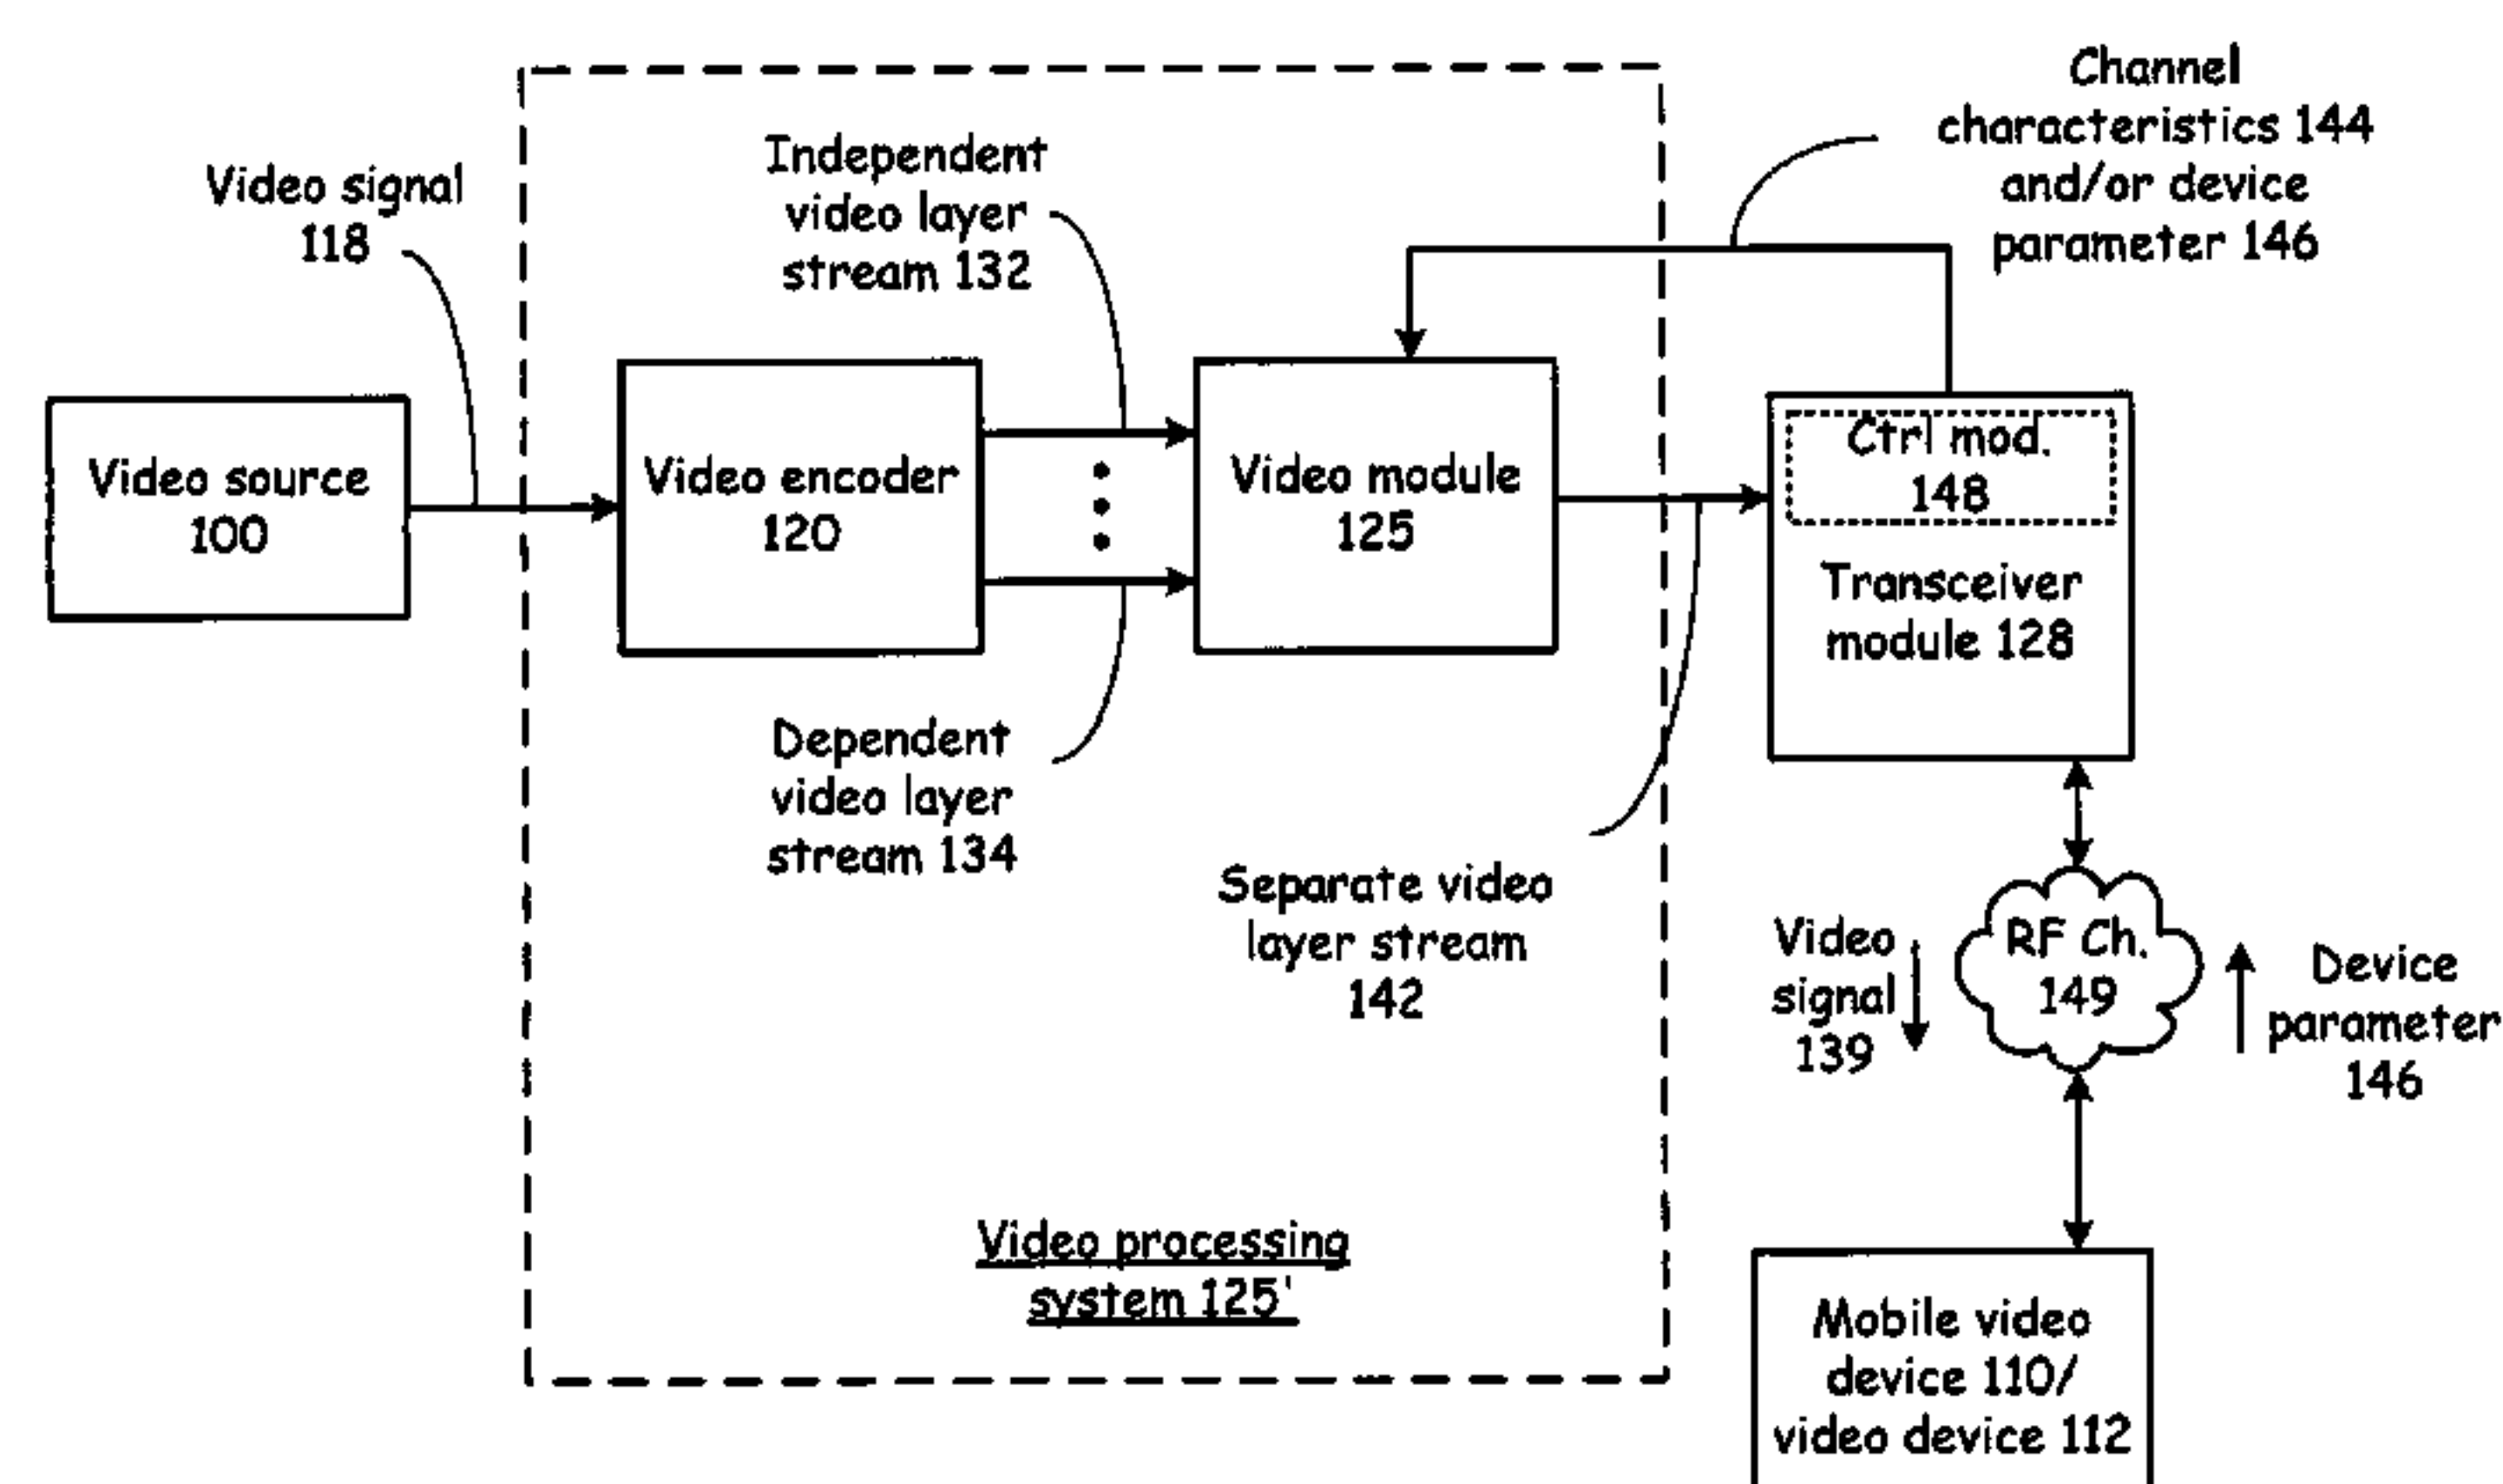 Channel
characteristics 144
and/or device
parameter 146
Independent
video layer
stream 132
Video signal
118
Video source
100
Video encoder
120
Video module
125
Ctrl mod.
148
Transceiver
module 128
Dependent
video layer
stream 134
Separate video
layer stream
142
Video
signal
139
RF Ch.
149
Device
parameter
146
Video processing
system 125'
Mobile video
device 110/
video device 112